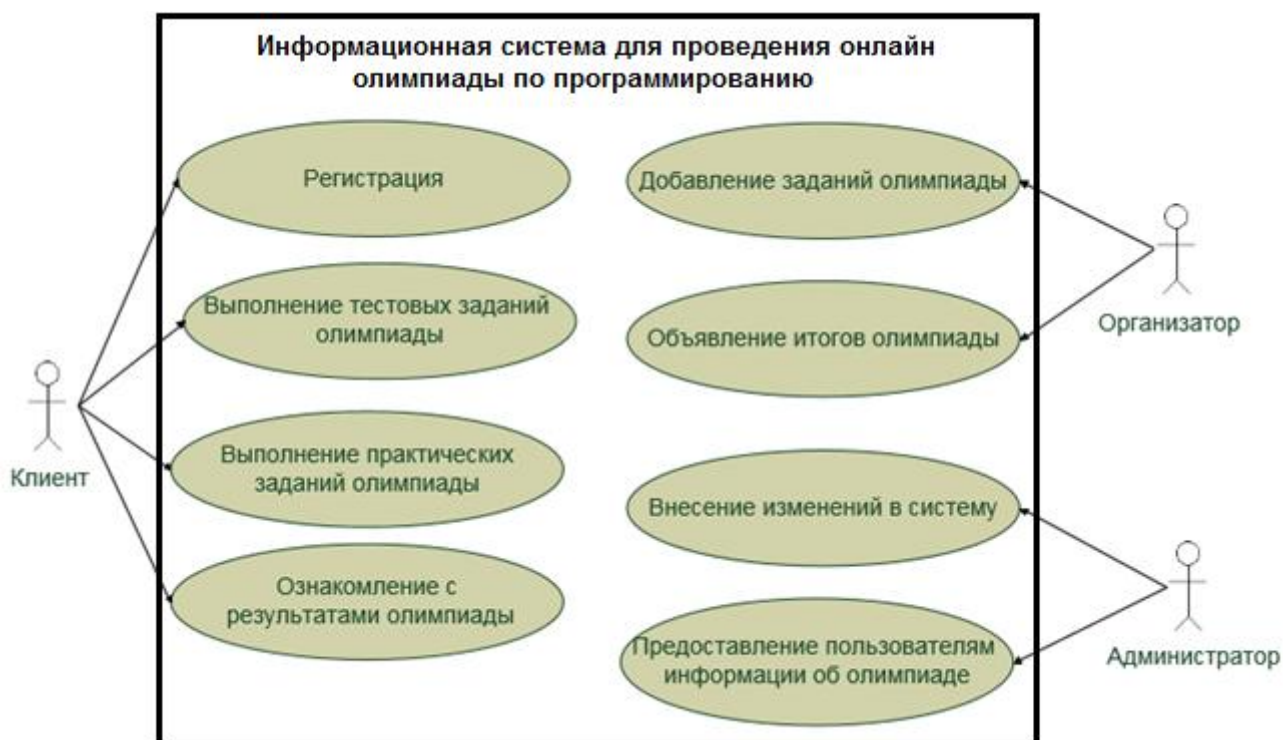 Информационная система для проведения онлайн
олимпиады по программированию
Регистрация
Добавление заданий олимпиады
Выполнение тестовых заданий
олимпиады
Объявление итогов олимпиады
Организатор
Клиент
Выполнение практических
заданий олимпиады
Внесение изменений в систему
Ознакомление с
результатами олимпиады
Предоставление пользователям
информации об олимпиаде
Администратор